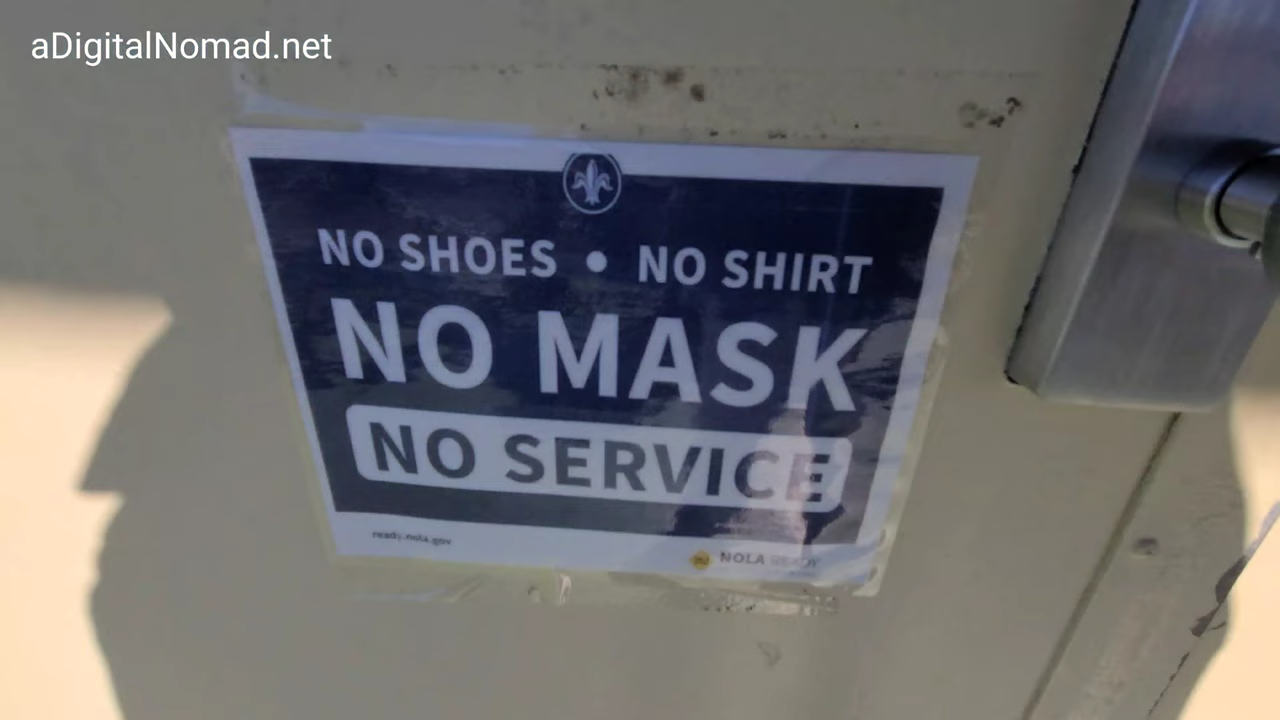 aDigitalNomad.net
NO SHOES • NO SHIRT
NO MASK
NO SERVICE
ready.nola.gov
NOLA READY